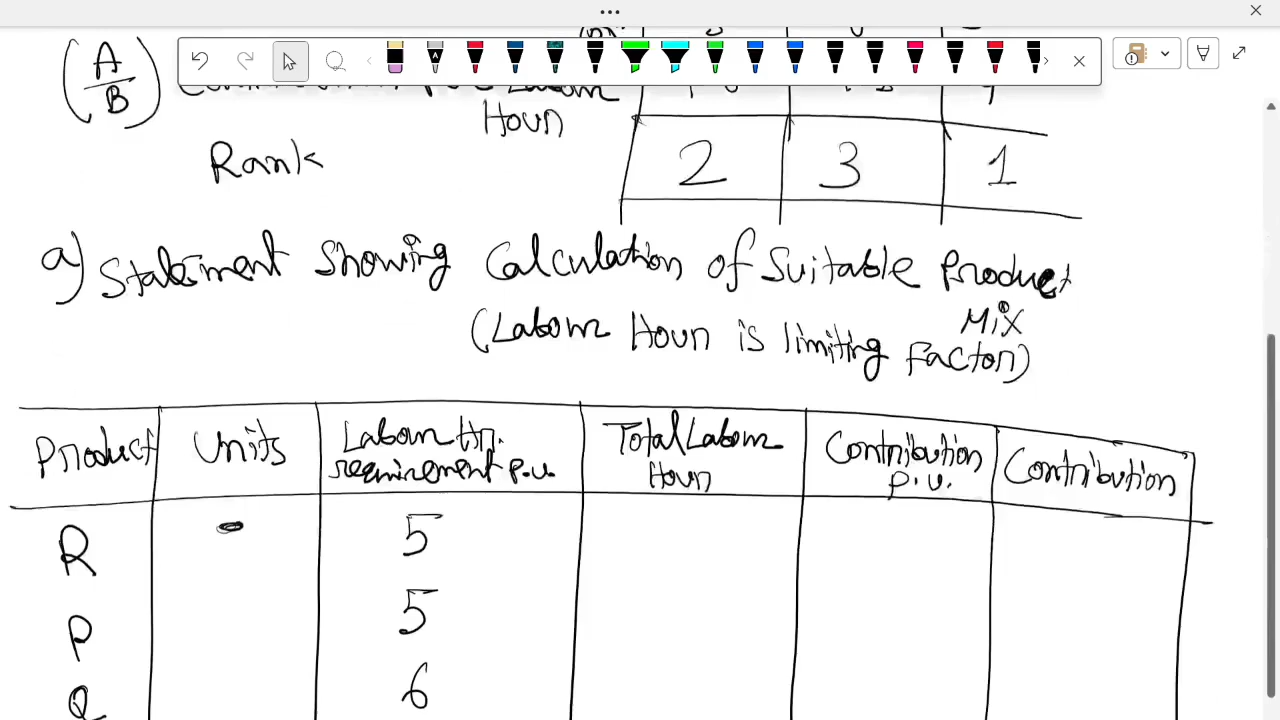 (A/B)
Labour
Hour
Rank 2 3 1
a) Statement Showing Calculation of Suitable Product
Mix
(Labour Hour is limiting Factor)
Product Units Labour Hr. requirement p.u. Total Labour Hour Contribution p.u. Contribution
R - 5
P 5
Q 6